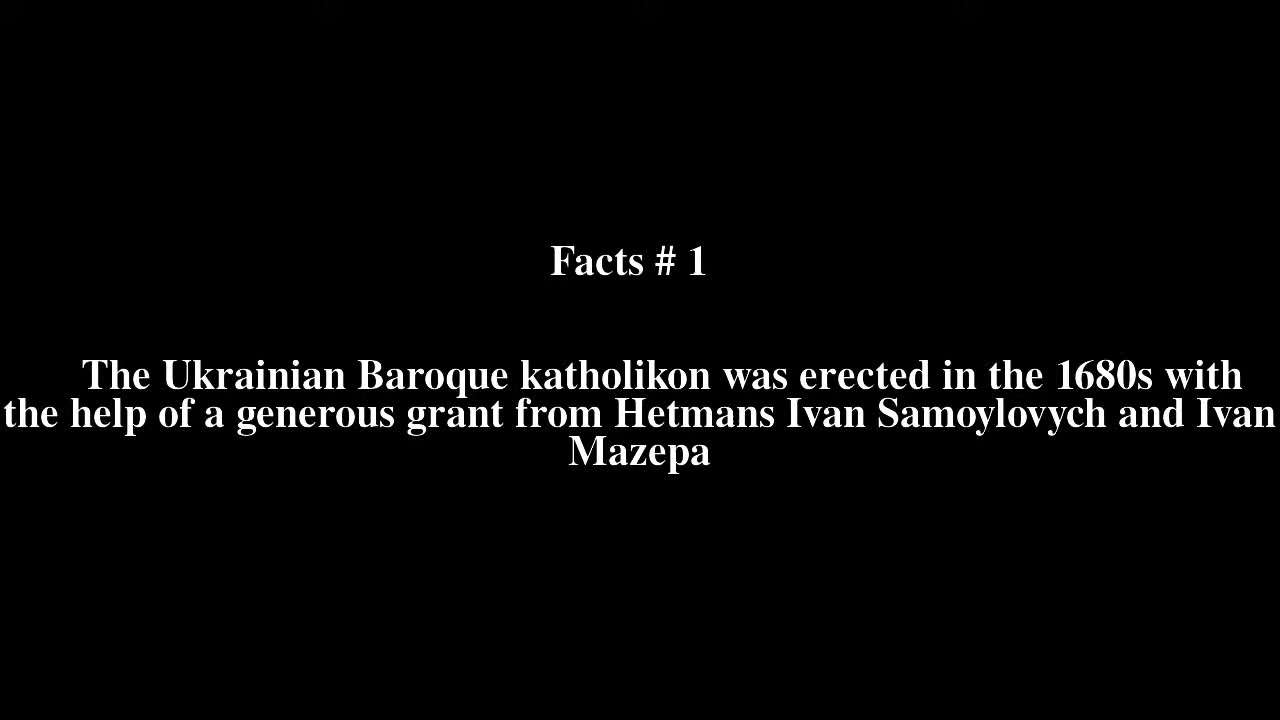 Facts # 1
The Ukrainian Baroque katholikon was erected in the 1680s with
the help of a generous grant from Hetmans Ivan Samoylovych and Ivan
Mazepa